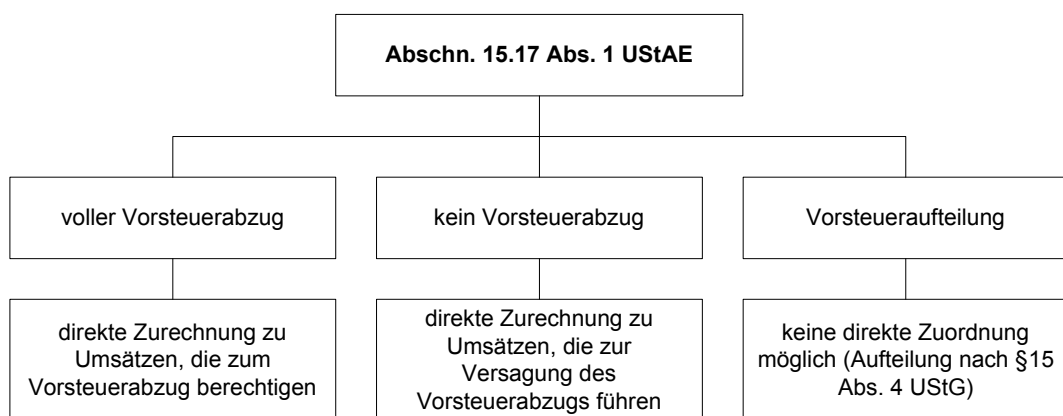 Abschn. 15.17 Abs. 1 UStAE
voller Vorsteuerabzug
kein Vorsteuerabzug
Vorsteueraufteilung
direkte Zurechnung zu
Umsätzen, die zum
Vorsteuerabzug berechtigen
direkte Zurechnung zu
Umsätzen, die zur
Versagung des
Vorsteuerabzugs führen
keine direkte Zuordnung
möglich (Aufteilung nach §15
Abs. 4 UStG)